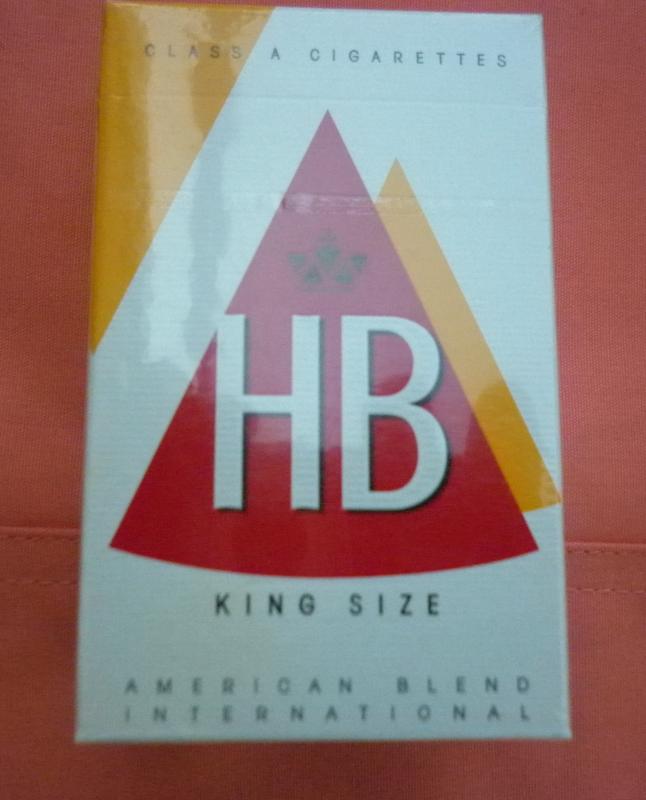 CLASS A CIGARETTES
HB
KING SIZE
AMERICAN BLEND
INTERNATIONAL